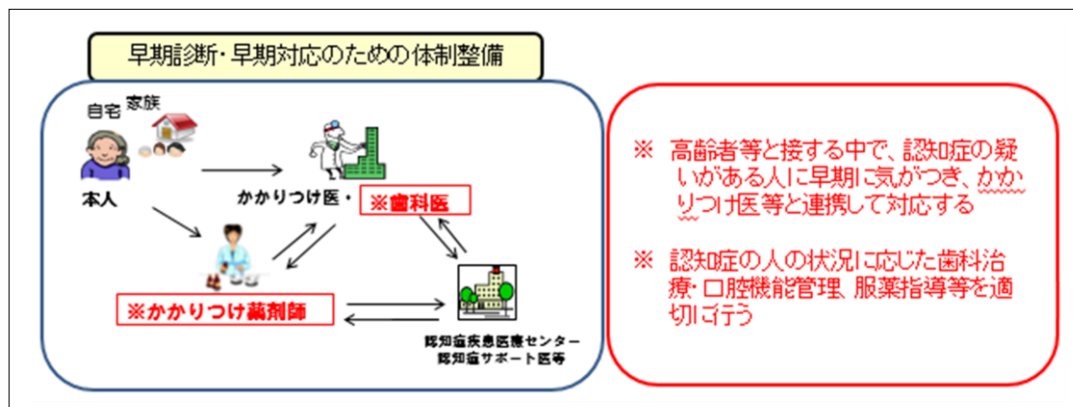 早期診断・早期対応のための体制整備
自宅 家族
本人
かかりつけ医・
※歯科医
※かかりつけ薬剤師
認知症疾患医療センター
認知症サポート医等
※ 高齢者等と接する中で、認知症の疑
いがある人に早期に気がつき、かか
りつけ医等と連携して対応する
※ 認知症の人の状況に応じた歯科治
療・口腔機能管理、服薬指導等を適
切に行う